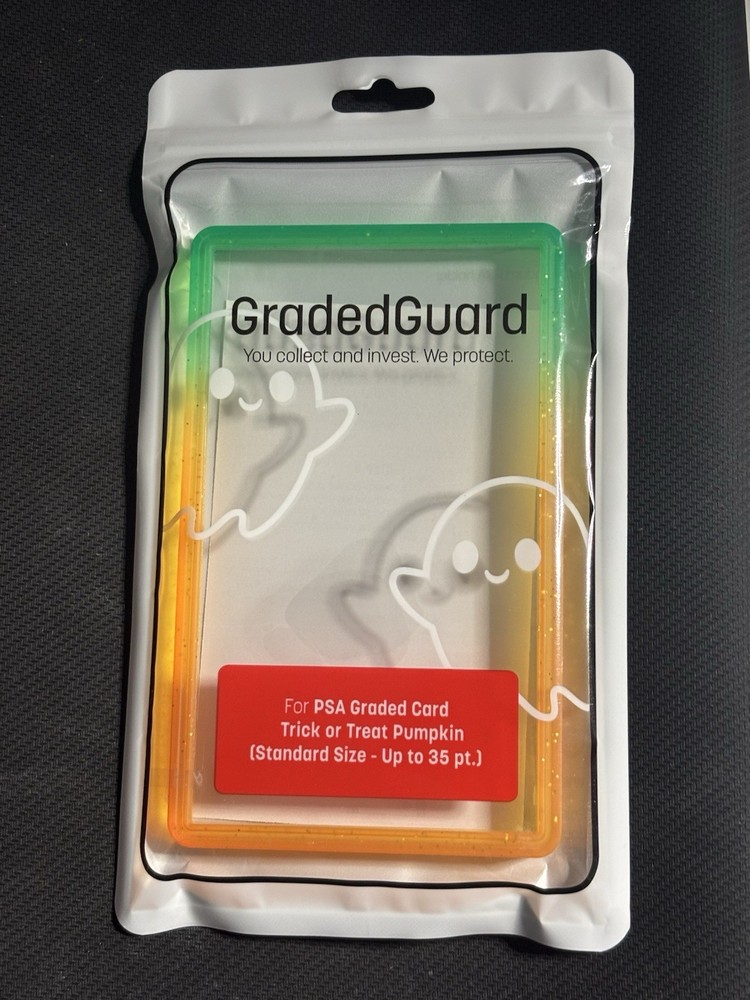 GradedGuard
You collect and invest. We protect.
For PSA Graded Card
Trick or Treat Pumpkin
(Standard Size - Up to 35 pt.)